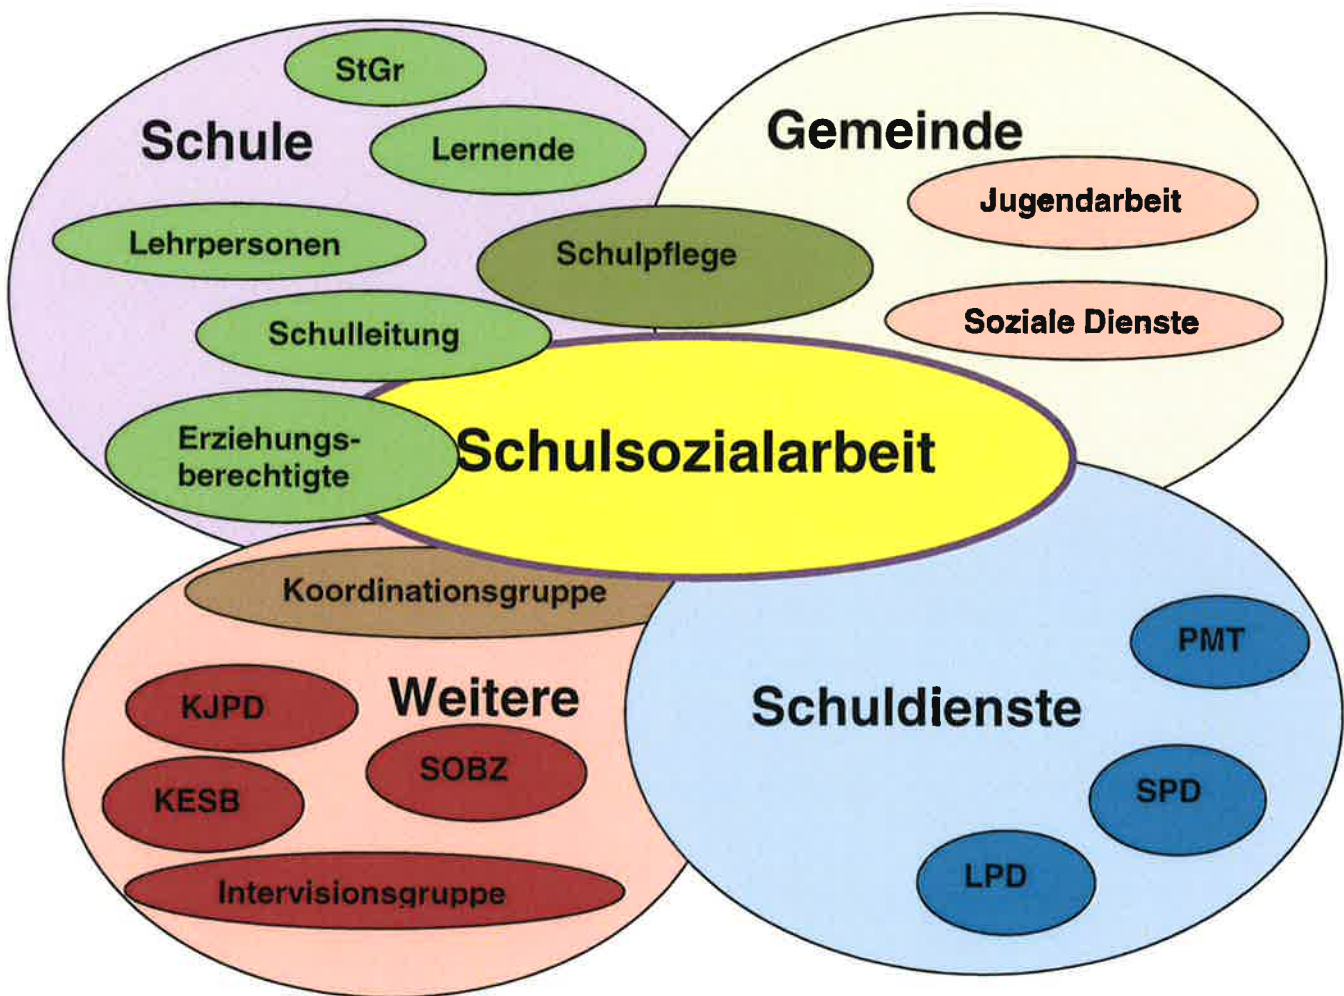 StGr
Schule
Lernende
Lehrpersonen
Schulleitung
Erziehungs-
berechtigte
Schulpflege
Gemeinde
Jugendarbeit
Soziale Dienste
Schulsozialarbeit
Koordinationsgruppe
Weitere
KJPD
SOBZ
KESB
Intervisionsgruppe
Schuldienste
PMT
SPD
LPD